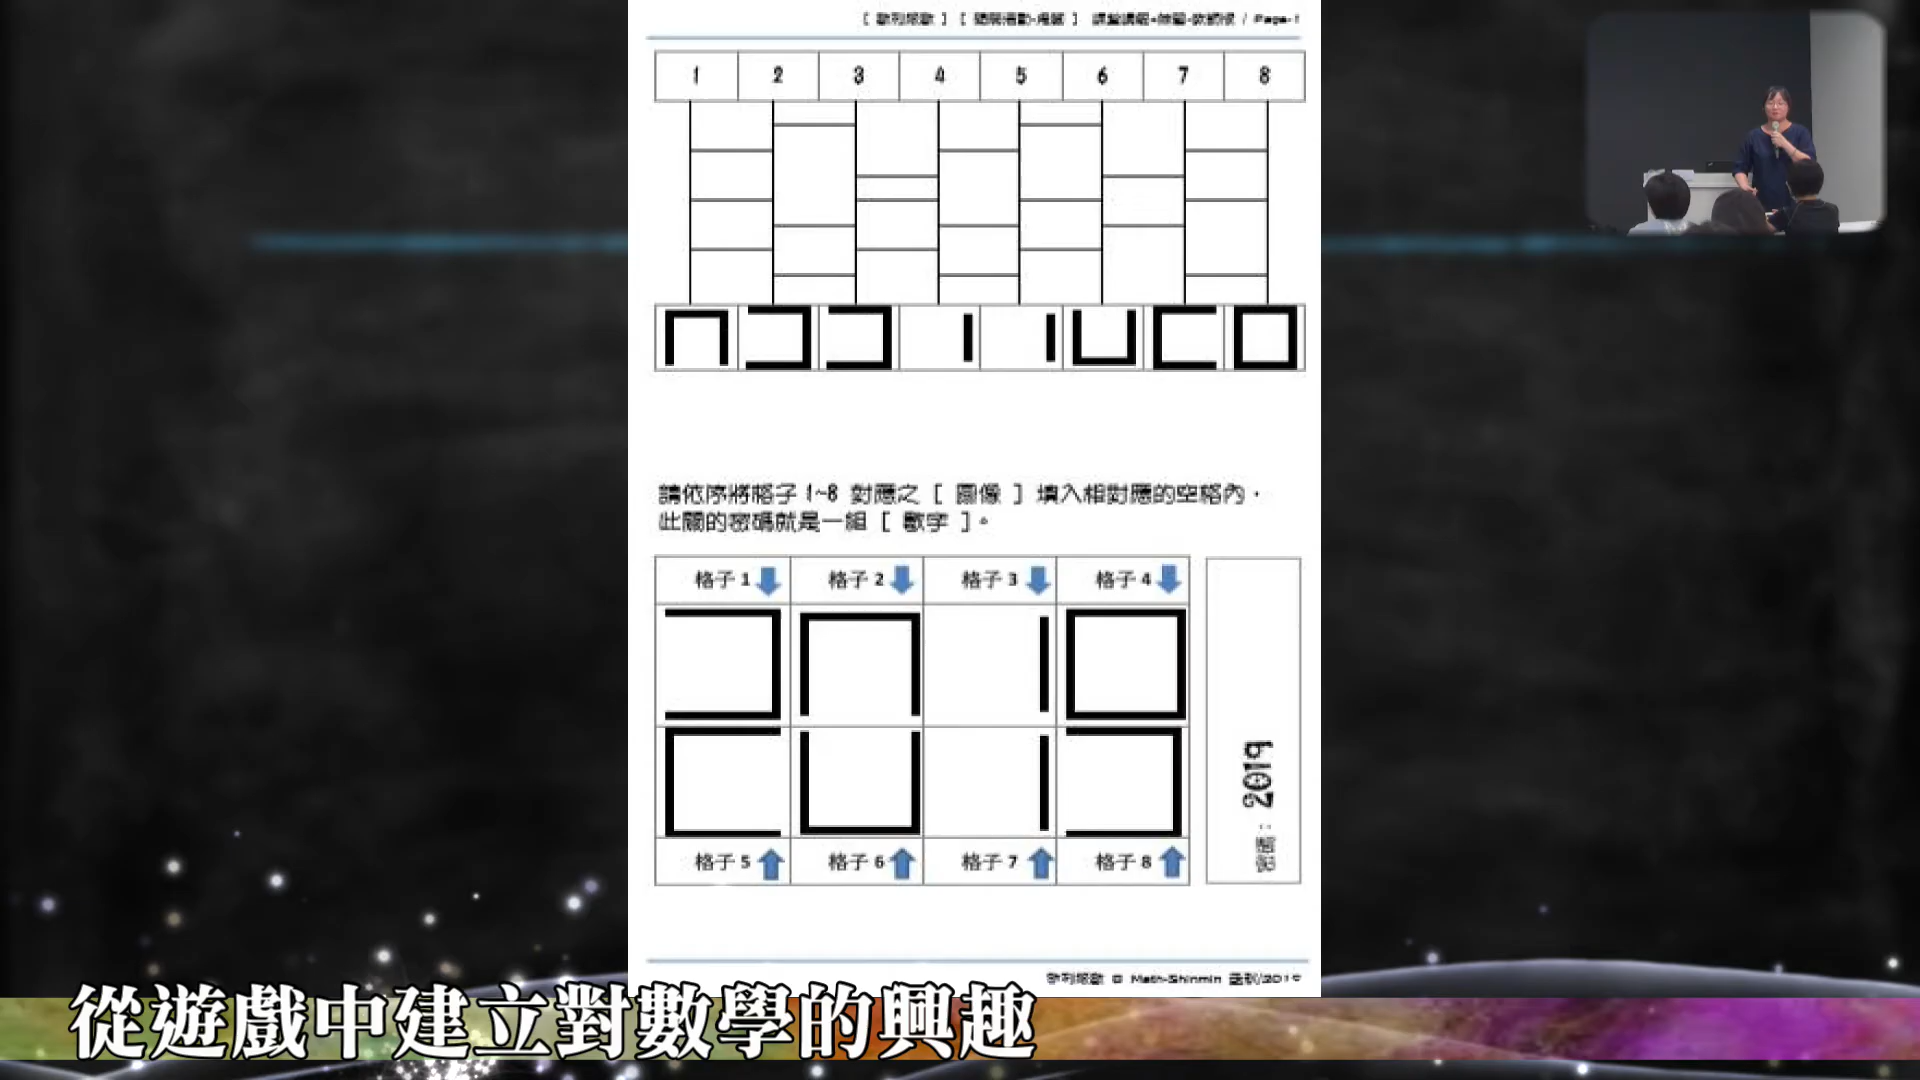 1 2 3 4 5 6 7 8
請依序將格子 1~8 對應之 [ 圖像 ] 填入相對應的空格內，
此關的密碼就是一組 [ 數字 ]。
格子 1 格子 2 格子 3 格子 4
格子 5 格子 6 格子 7 格子 8
密碼：2019
從遊戲中建立對數學的興趣